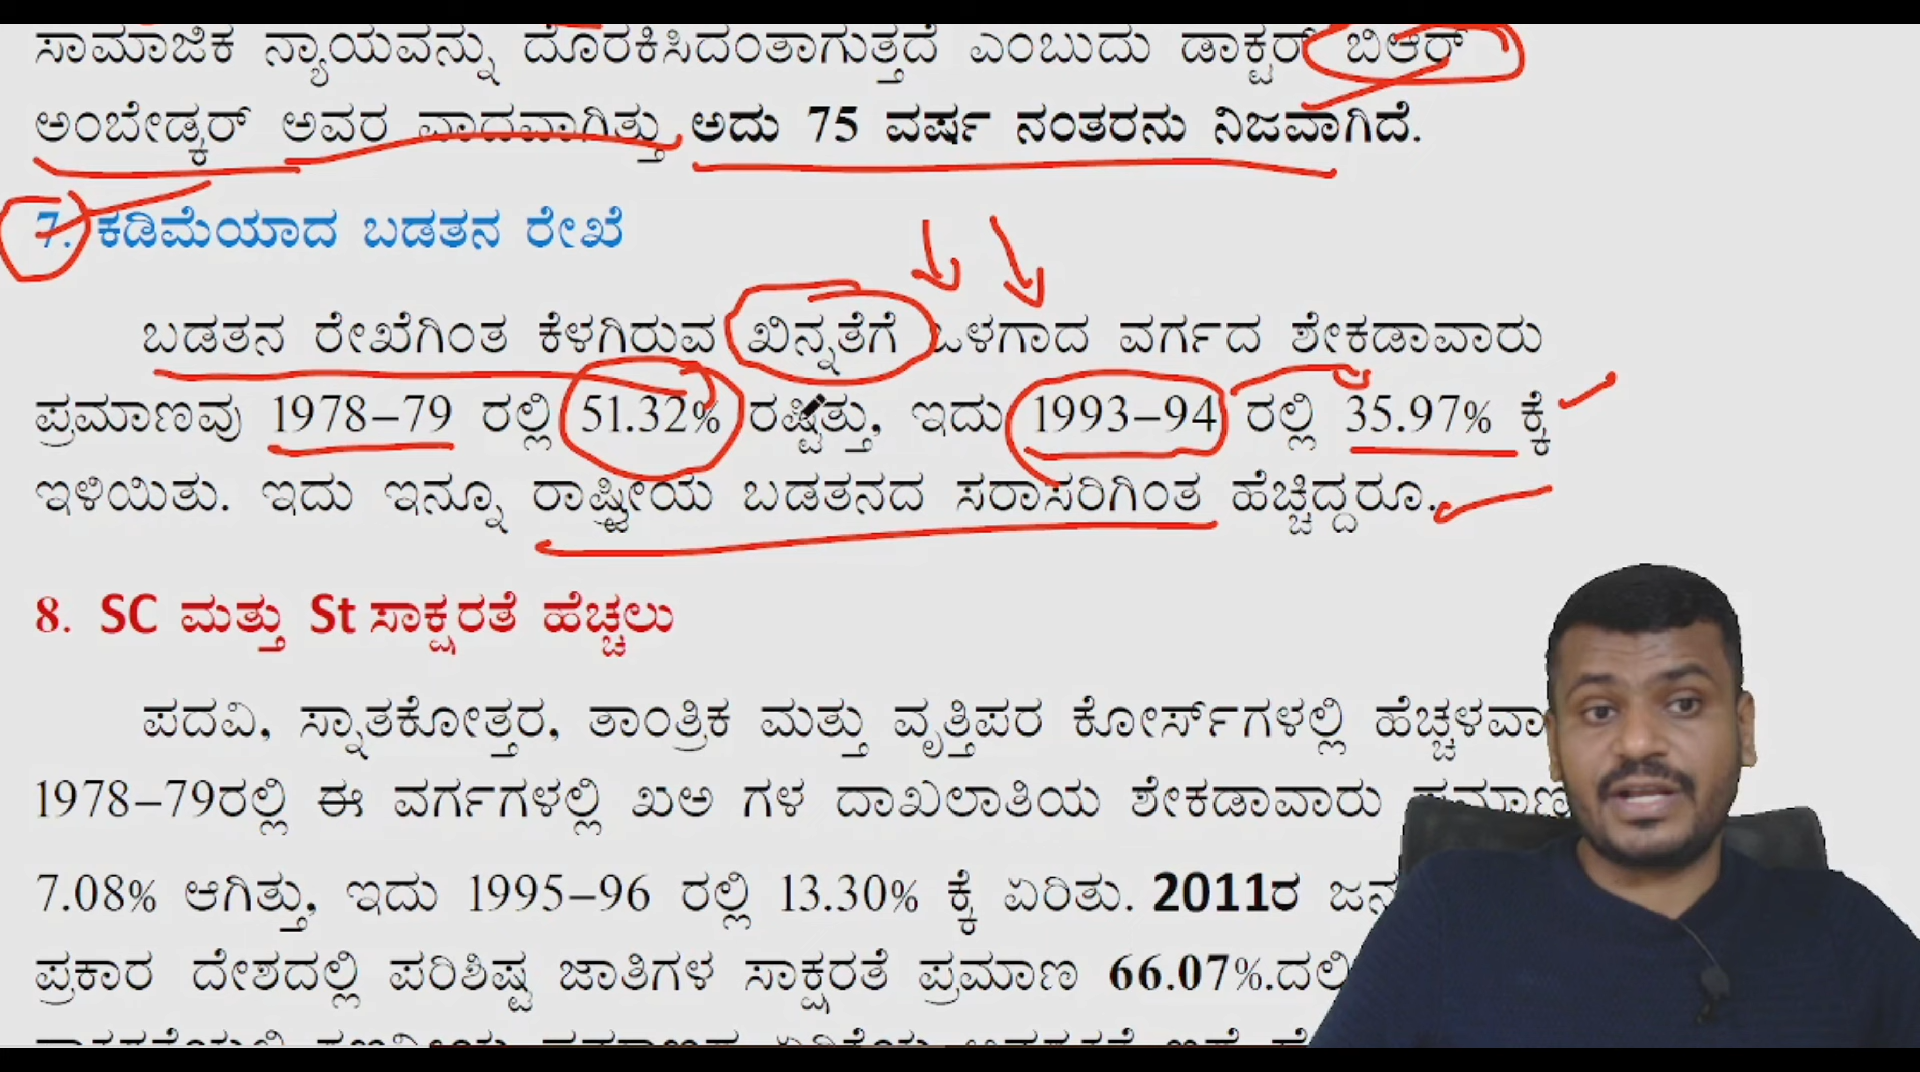 ಸಾಮಾಜಿಕ ನ್ಯಾಯವನ್ನು ದೊರಕಿಸಿದಂತಾಗುತ್ತದೆ ಎಂಬುದು ಡಾಕ್ಟರ್ ಬಿಆರ್
ಅಂಬೇಡ್ಕರ್ ಅವರ ವಾದವಾಗಿತ್ತು ಅದು 75 ವರ್ಷ ನಂತರನು ನಿಜವಾಗಿದೆ.
7. ಕಡಿಮೆಯಾದ ಬಡತನ ರೇಖೆ
ಬಡತನ ರೇಖೆಗಿಂತ ಕೆಳಗಿರುವ ಖಿನ್ನತೆಗೆ ಒಳಗಾದ ವರ್ಗದ ಶೇಕಡಾವಾರು
ಪ್ರಮಾಣವು 1978-79 ರಲ್ಲಿ 51.32% ರಷ್ಟಿತ್ತು, ಇದು 1993-94 ರಲ್ಲಿ 35.97% ಕ್ಕೆ
ಇಳಿಯಿತು. ಇದು ಇನ್ನೂ ರಾಷ್ಟ್ರೀಯ ಬಡತನದ ಸರಾಸರಿಗಿಂತ ಹೆಚ್ಚಿದ್ದರೂ.
8. SC ಮತ್ತು St ಸಾಕ್ಷರತೆ ಹೆಚ್ಚಲು
ಪದವಿ, ಸ್ನಾತಕೋತ್ತರ, ತಾಂತ್ರಿಕ ಮತ್ತು ವೃತ್ತಿಪರ ಕೋರ್ಸ್‌ಗಳಲ್ಲಿ ಹೆಚ್ಚಳವಾ
1978-79ರಲ್ಲಿ ಈ ವರ್ಗಗಳಲ್ಲಿ ಖಅ ಗಳ ದಾಖಲಾತಿಯ ಶೇಕಡಾವಾರು ಪ್ರಮಾಣ
7.08% ಆಗಿತ್ತು, ಇದು 1995-96 ರಲ್ಲಿ 13.30% ಕ್ಕೆ ಏರಿತು. 2011ರ ಜನ
ಪ್ರಕಾರ ದೇಶದಲ್ಲಿ ಪರಿಶಿಷ್ಟ ಜಾತಿಗಳ ಸಾಕ್ಷರತೆ ಪ್ರಮಾಣ 66.07%.ದಲಿ